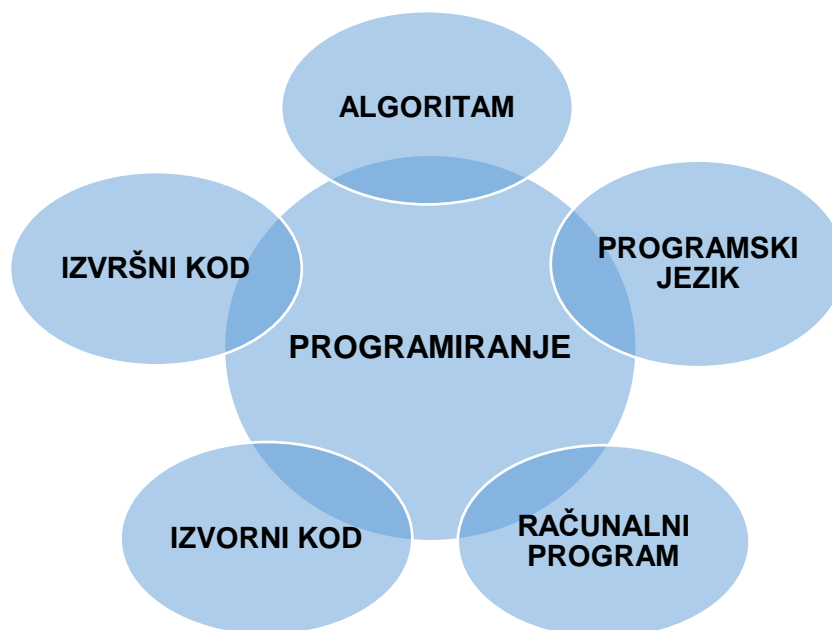 ALGORITAM
IZVRŠNI KOD
PROGRAMSKI
JEZIK
PROGRAMIRANJE
IZVORNI KOD
RAČUNALNI
PROGRAM